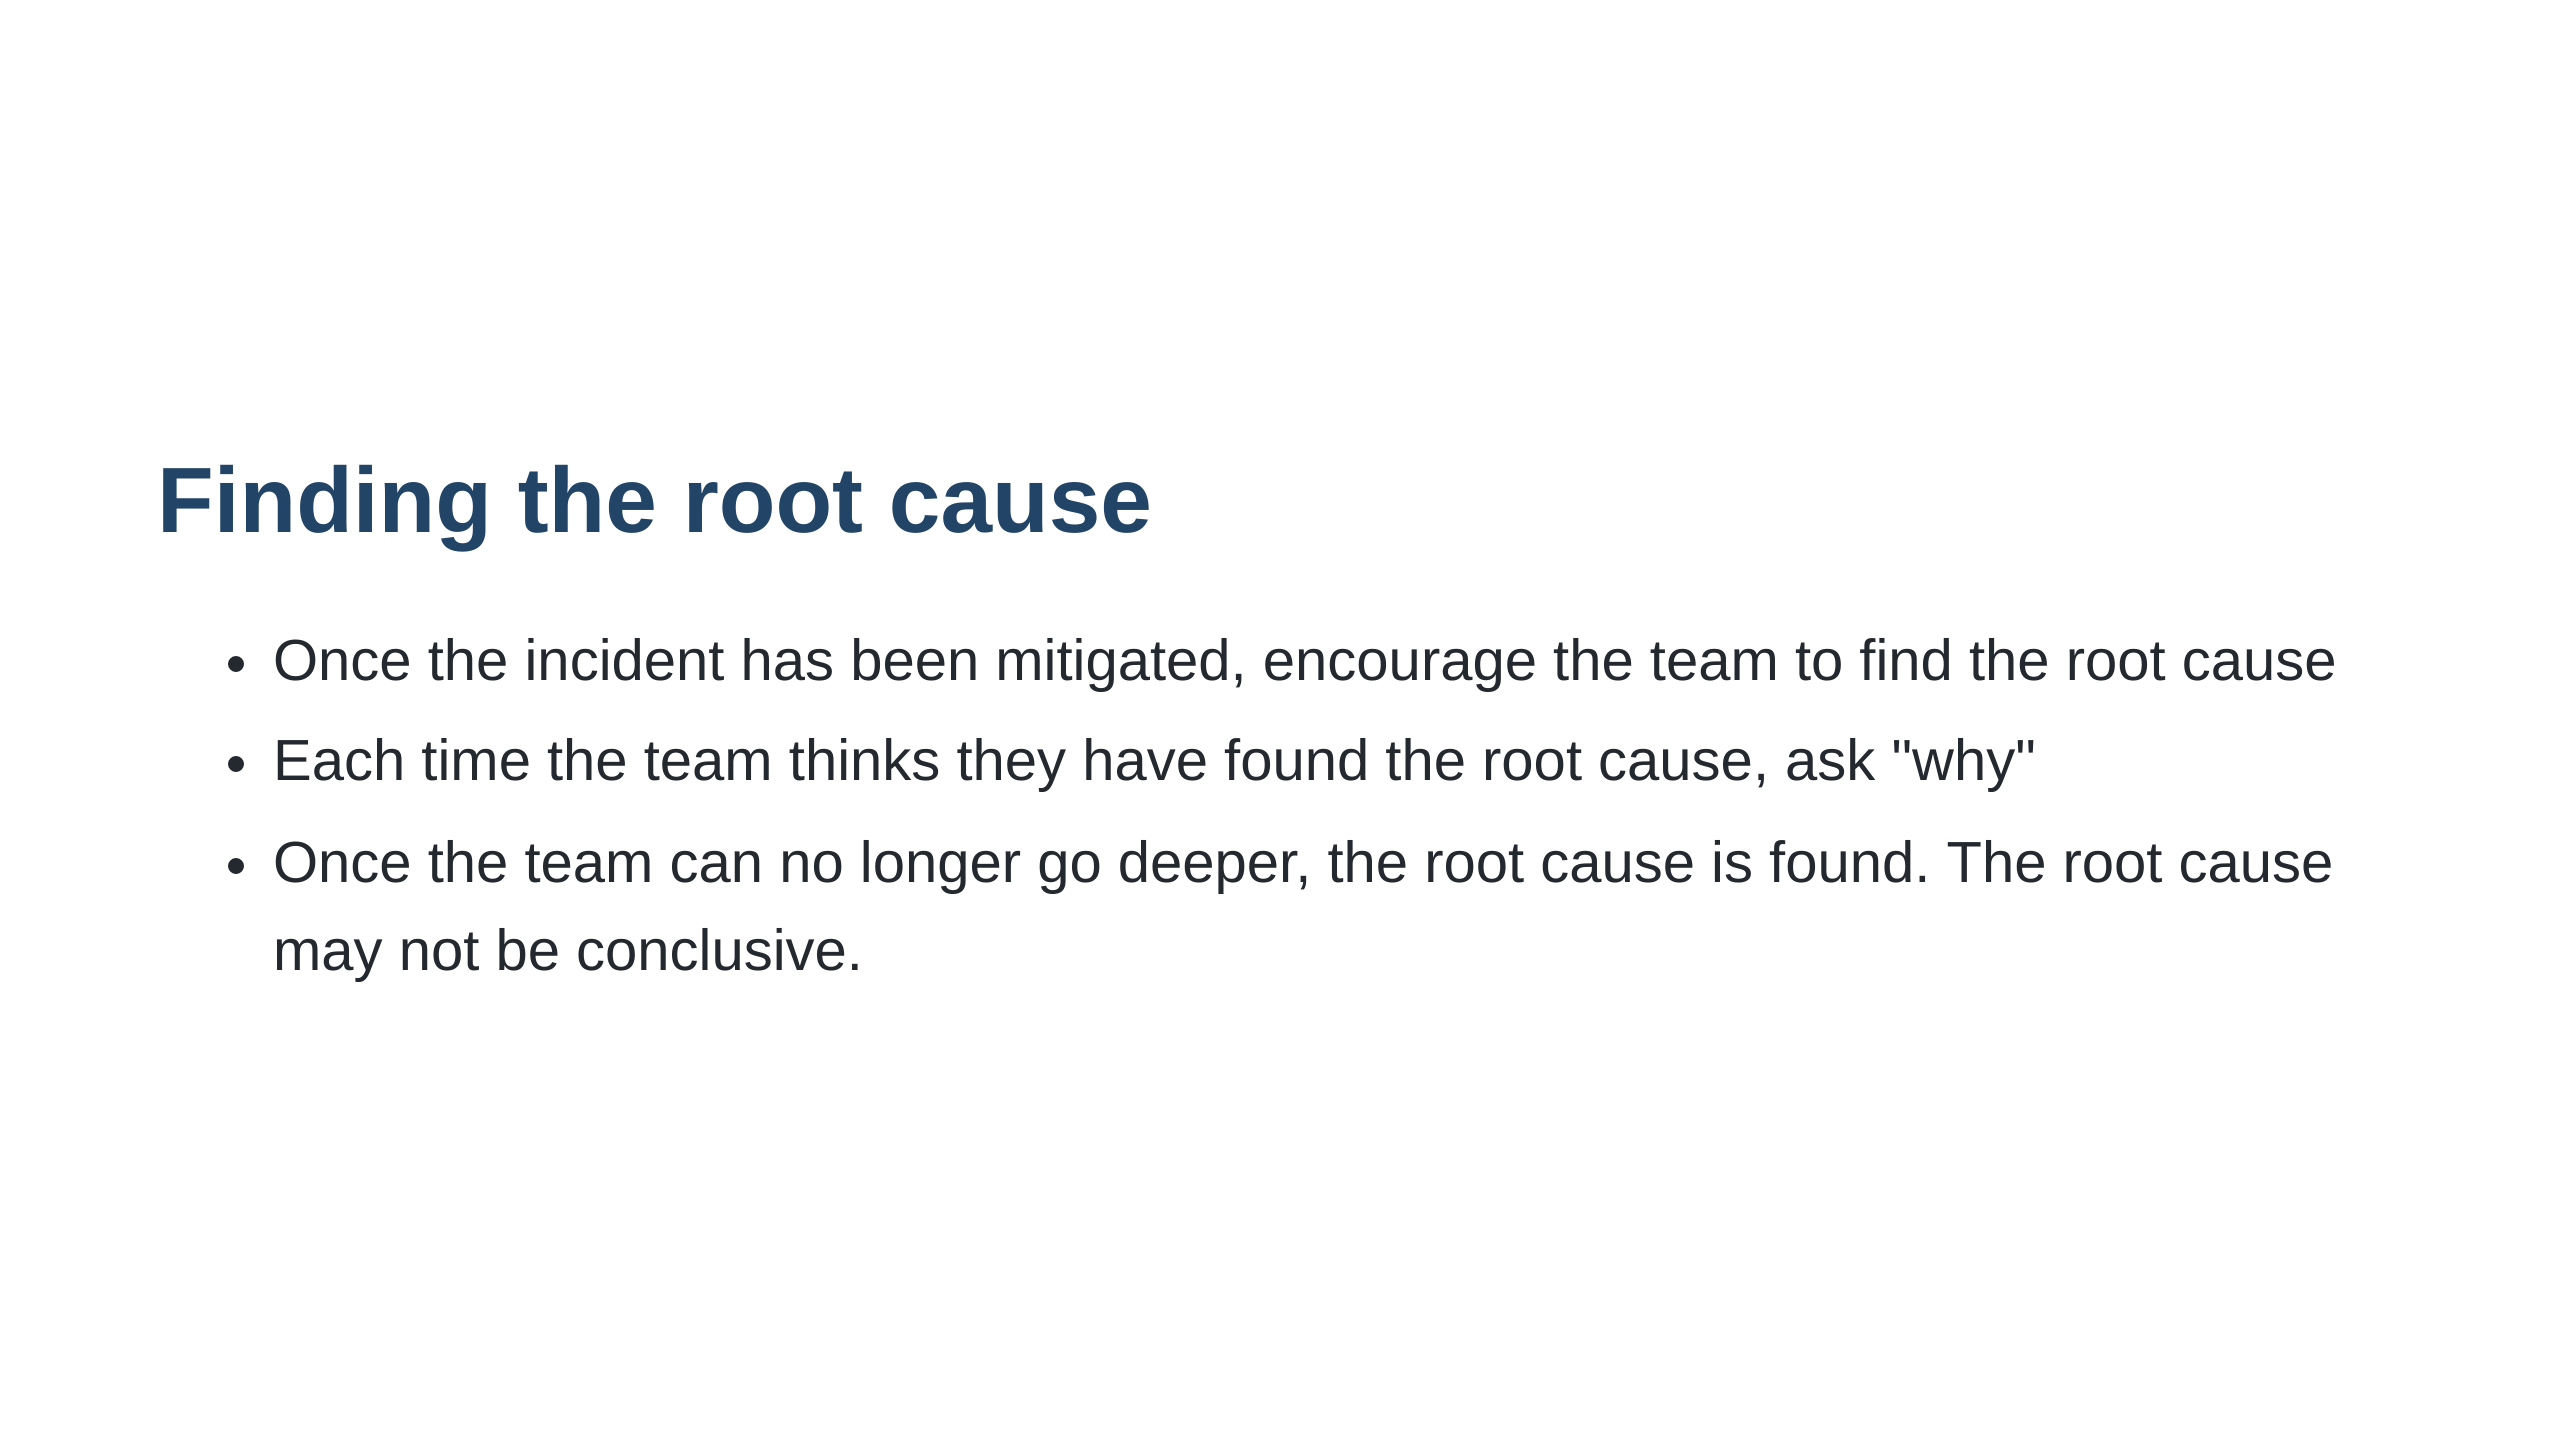 Finding the root cause
• Once the incident has been mitigated, encourage the team to find the root cause
• Each time the team thinks they have found the root cause, ask "why"
• Once the team can no longer go deeper, the root cause is found. The root cause
may not be conclusive.